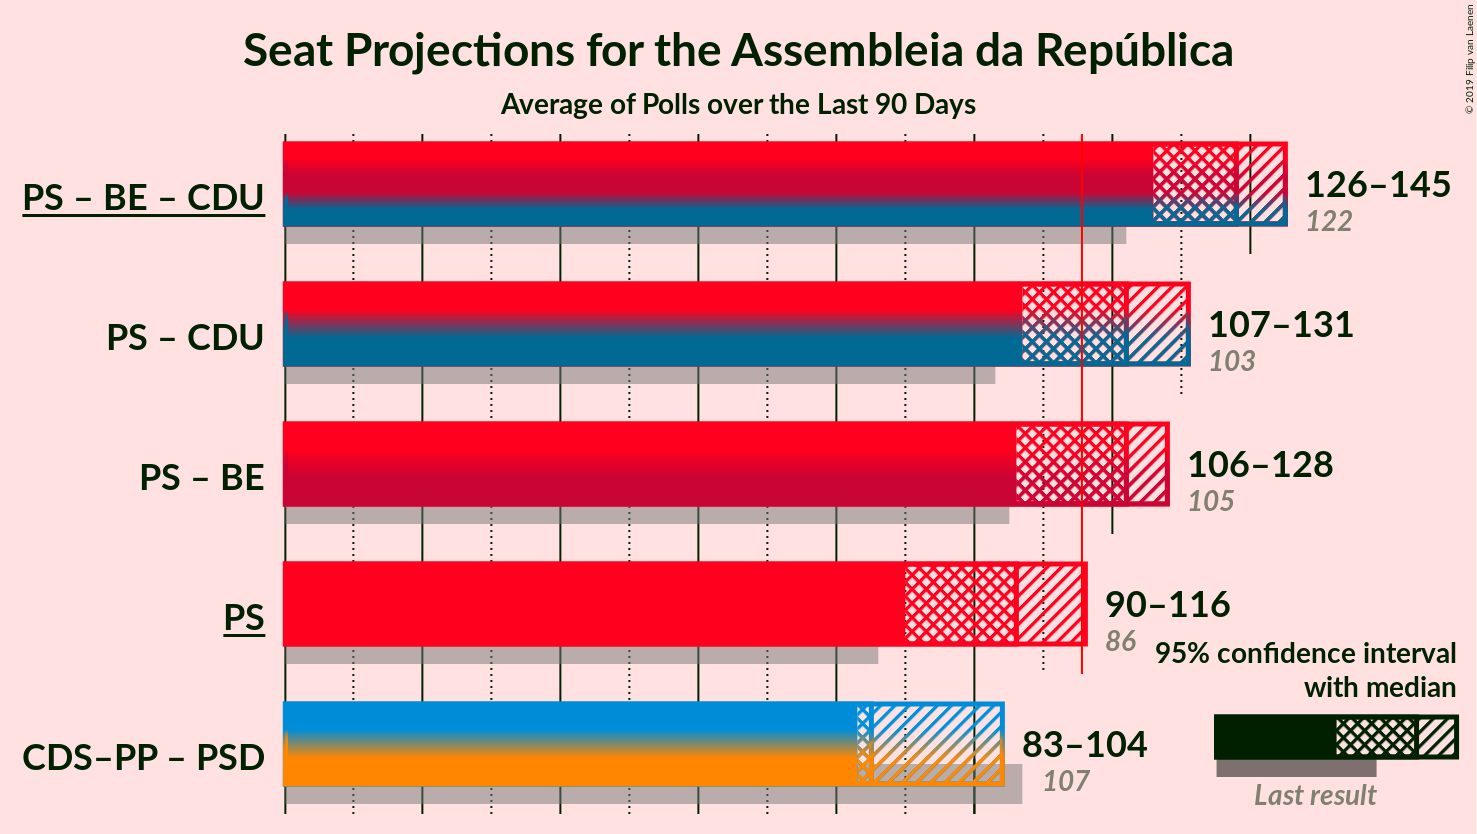 Seat Projections for the Assembleia da República
Average of Polls over the Last 90 Days
© 2019 Filip van Laenen
PS – BE – CDU
126–145
122
PS – CDU
107–131
103
PS – BE
106–128
105
PS
90–116
86
95% confidence interval
with median
CDS–PP – PSD
83–104
107
Last result